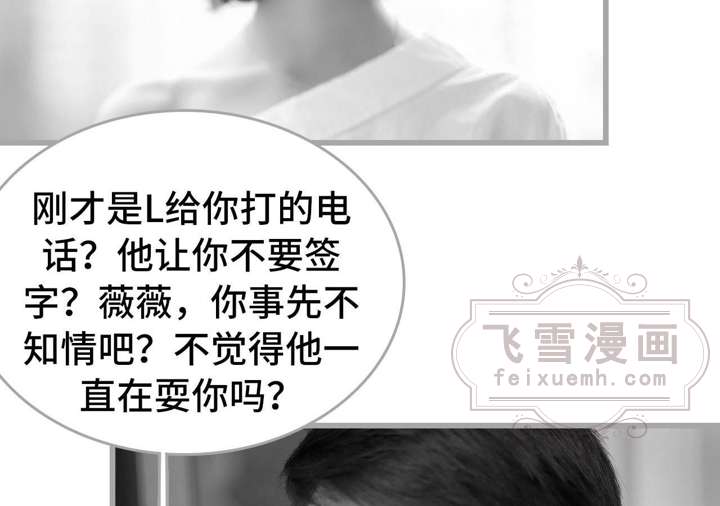 刚才是L给你打的电
话？他让你不要签
字？薇薇，你事先不
知情吧？不觉得他一
直在耍你吗？
飞雪漫画
feixuemh.com